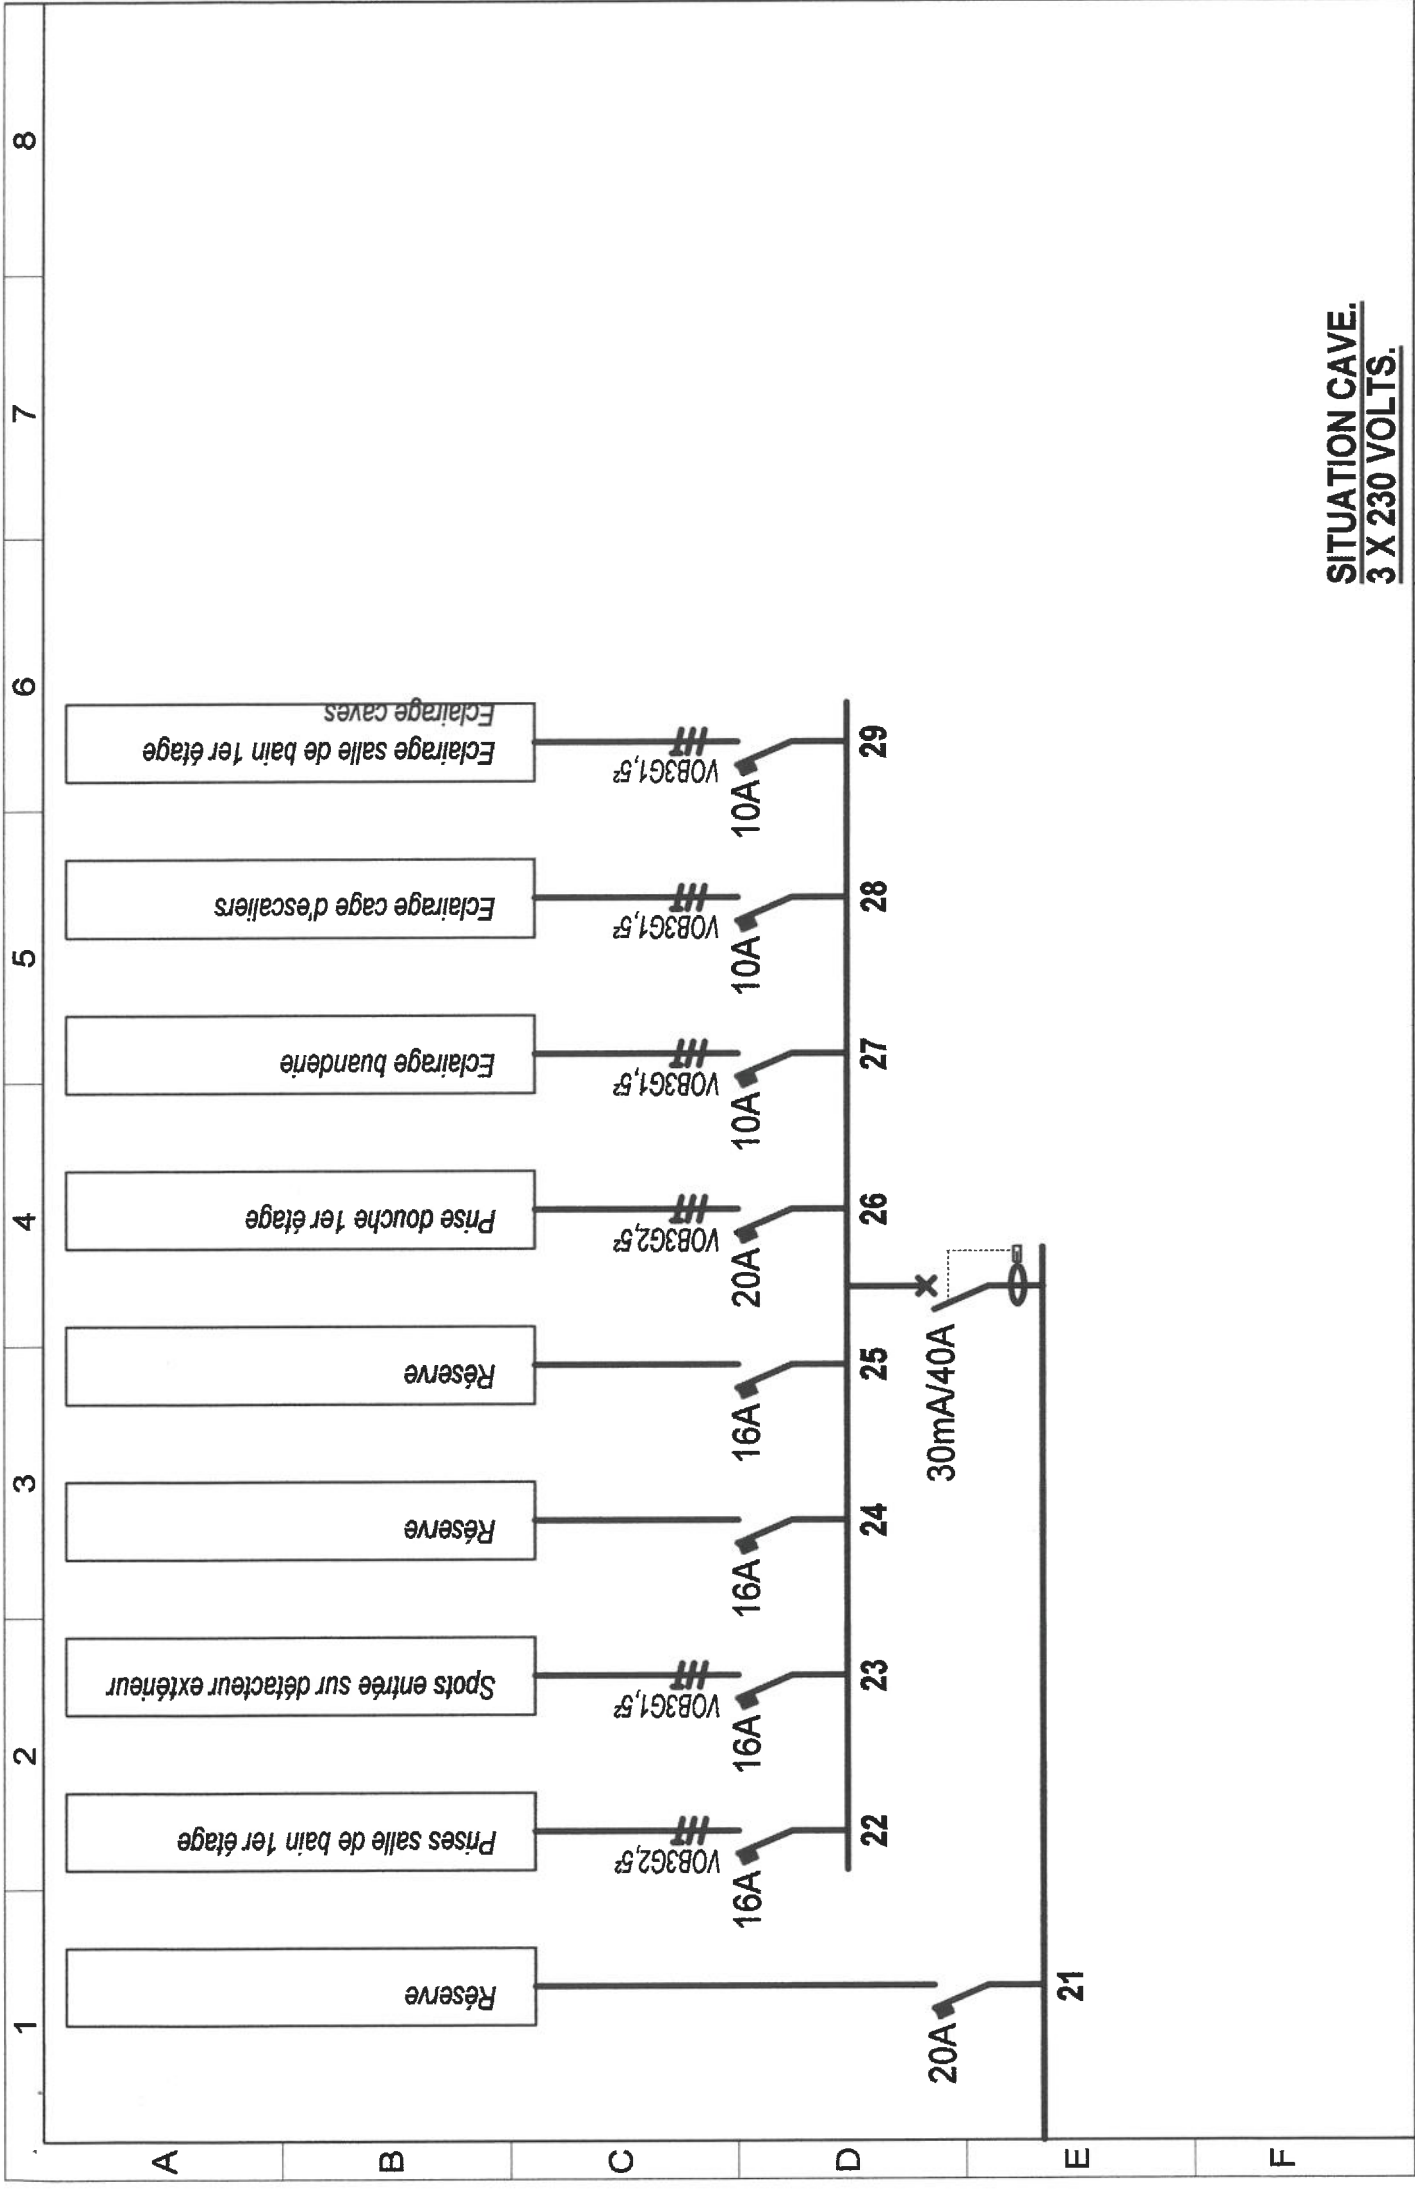 1 2 3 4 5 6 7 8
A
B
C
D
E
F
Réserve
Prises salle de bain 1er étage
Spots entrée sur détacteur extérieur
Réserve
Réserve
Prise douche 1er étage
Eclairage buanderie
Eclairage cage d'escaliers
Eclairage salle de bain 1er étage
Eclairage caves
VOB3G2,5²
VOB3G1,5²
VOB3G2,5²
VOB3G1,5²
VOB3G1,5²
VOB3G1,5²
16A 16A 16A 16A 20A 10A 10A 10A
22 23 24 25 26 27 28 29
20A
30mA/40A
21
SITUATION CAVE.
3 X 230 VOLTS.